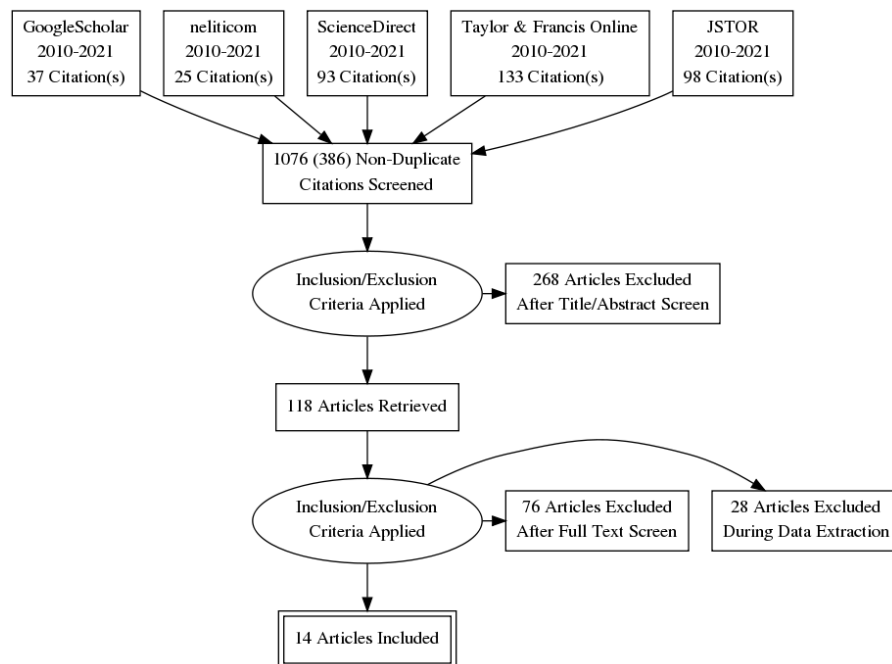 GoogleScholar
2010-2021
37 Citation(s)
neliticom
2010-2021
25 Citation(s)
ScienceDirect
2010-2021
93 Citation(s)
Taylor & Francis Online
2010-2021
133 Citation(s)
JSTOR
2010-2021
98 Citation(s)
1076 (386) Non-Duplicate
Citations Screened
Inclusion/Exclusion
Criteria Applied
268 Articles Excluded
After Title/Abstract Screen
118 Articles Retrieved
Inclusion/Exclusion
Criteria Applied
76 Articles Excluded
After Full Text Screen
28 Articles Excluded
During Data Extraction
14 Articles Included